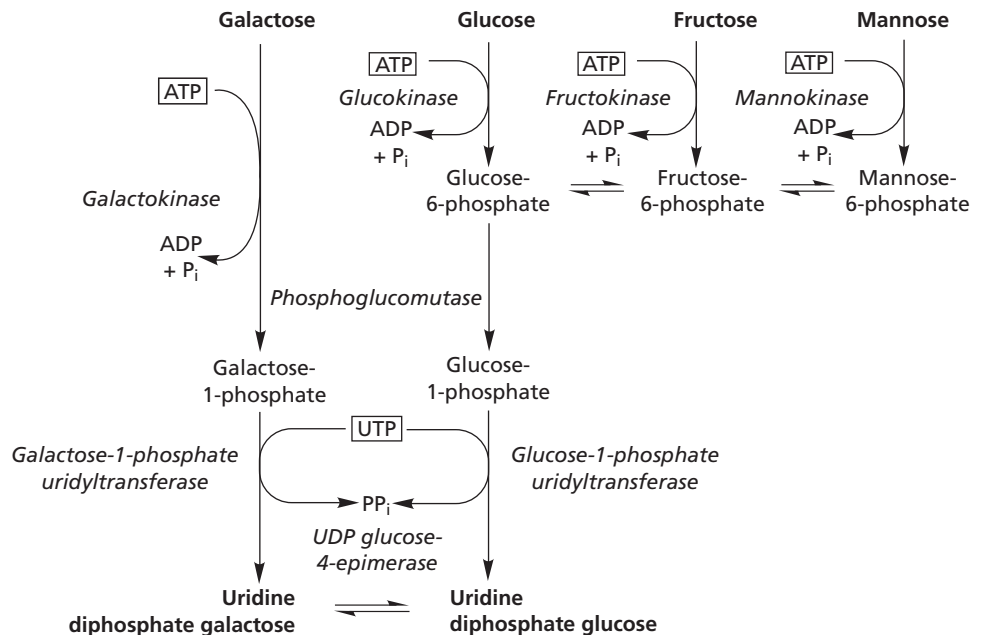 Galactose Glucose Fructose Mannose
ATP ATP ATP
ATP Glucokinase Fructokinase Mannokinase
ADP ADP ADP
+ Pi + Pi + Pi
Glucose- Fructose- Mannose-
6-phosphate 6-phosphate 6-phosphate
Galactokinase
ADP
+ Pi
Phosphoglucomutase
Galactose- Glucose-
1-phosphate 1-phosphate
UTP
Galactose-1-phosphate Glucose-1-phosphate
uridyltransferase uridyltransferase
PPi
UDP glucose-
4-epimerase
Uridine Uridine
diphosphate galactose diphosphate glucose